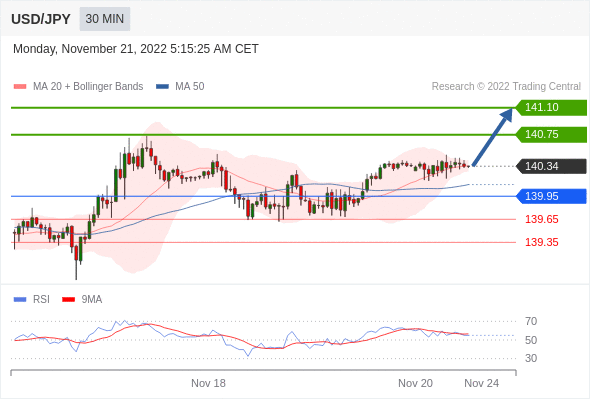 USD/JPY 30 MIN
Monday, November 21, 2022 5:15:25 AM CET
MA 20 + Bollinger Bands MA 50 Research © 2022 Trading Central
141.10
140.75
140.34
139.95
139.65
139.35
RSI 9MA
70
50
30
Nov 18 Nov 20 Nov 24